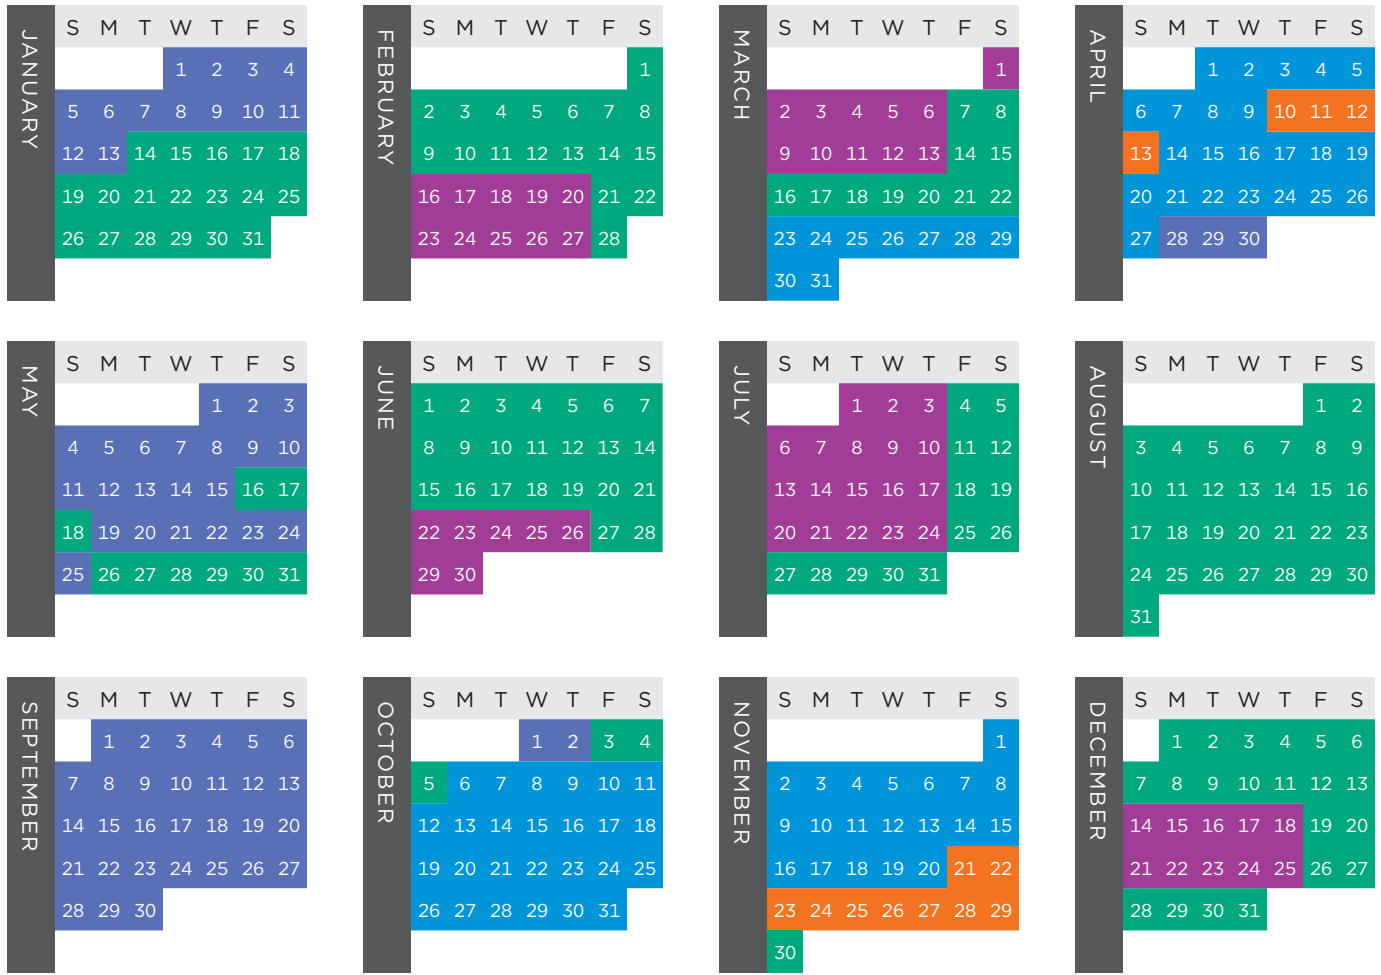 JANUARY
S M T W T F S
1 2 3 4
5 6 7 8 9 10 11
12 13 14 15 16 17 18
19 20 21 22 23 24 25
26 27 28 29 30 31
FEBRUARY
S M T W T F S
1
2 3 4 5 6 7 8
9 10 11 12 13 14 15
16 17 18 19 20 21 22
23 24 25 26 27 28
MARCH
S M T W T F S
1
2 3 4 5 6 7 8
9 10 11 12 13 14 15
16 17 18 19 20 21 22
23 24 25 26 27 28 29
30 31
APRIL
S M T W T F S
1 2 3 4 5
6 7 8 9 10 11 12
13 14 15 16 17 18 19
20 21 22 23 24 25 26
27 28 29 30
MAY
S M T W T F S
1 2 3
4 5 6 7 8 9 10
11 12 13 14 15 16 17
18 19 20 21 22 23 24
25 26 27 28 29 30 31
JUNE
S M T W T F S
1 2 3 4 5 6 7
8 9 10 11 12 13 14
15 16 17 18 19 20 21
22 23 24 25 26 27 28
29 30
JULY
S M T W T F S
1 2 3 4 5
6 7 8 9 10 11 12
13 14 15 16 17 18 19
20 21 22 23 24 25 26
27 28 29 30 31
AUGUST
S M T W T F S
1 2
3 4 5 6 7 8 9
10 11 12 13 14 15 16
17 18 19 20 21 22 23
24 25 26 27 28 29 30
31
SEPTEMBER
S M T W T F S
1 2 3 4 5 6
7 8 9 10 11 12 13
14 15 16 17 18 19 20
21 22 23 24 25 26 27
28 29 30
OCTOBER
S M T W T F S
1 2 3 4
5 6 7 8 9 10 11
12 13 14 15 16 17 18
19 20 21 22 23 24 25
26 27 28 29 30 31
NOVEMBER
S M T W T F S
1
2 3 4 5 6 7 8
9 10 11 12 13 14 15
16 17 18 19 20 21 22
23 24 25 26 27 28 29
30
DECEMBER
S M T W T F S
1 2 3 4 5 6
7 8 9 10 11 12 13
14 15 16 17 18 19 20
21 22 23 24 25 26 27
28 29 30 31